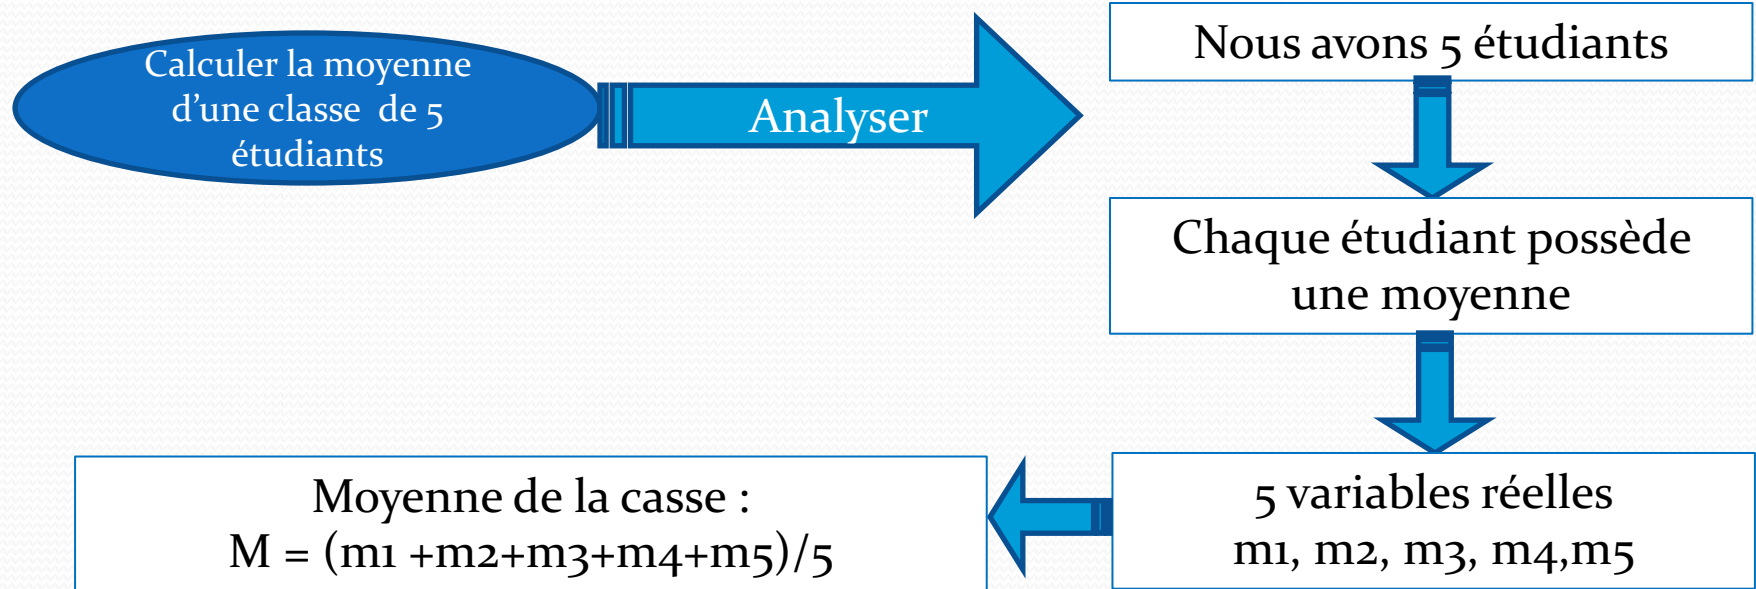 Calculer la moyenne
d'une classe de 5
étudiants
Analyser
Nous avons 5 étudiants
Chaque étudiant possède
une moyenne
5 variables réelles
m1, m2, m3, m4,m5
Moyenne de la casse :
M = (m1 +m2+m3+m4+m5)/5